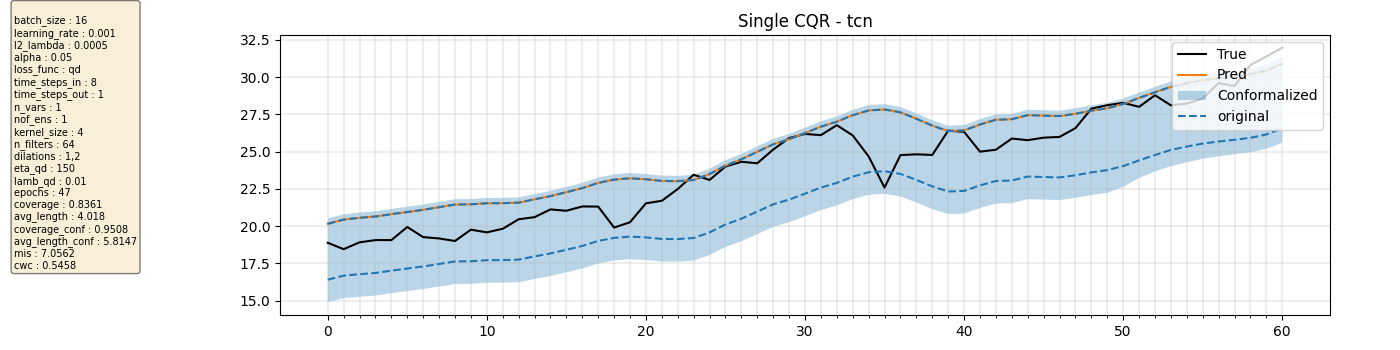 batch_size : 16
learning_rate : 0.001
l2_lambda : 0.0005
alpha : 0.05
loss_func : qd
time_steps_in : 8
time_steps_out : 1
n_vars : 1
nof_ens : 1
kernel_size : 4
n_filters : 64
dilations : 1,2
eta_qd : 150
lamb_qd : 0.01
epochs : 47
coverage : 0.8361
avg_length : 4.018
coverage_conf : 0.9508
avg_length_conf : 5.8147
mis : 7.0562
cwc : 0.5458
Single CQR - tcn
32.5
30.0
27.5
25.0
22.5
20.0
17.5
15.0
True
Pred
Conformalized
original
0 10 20 30 40 50 60